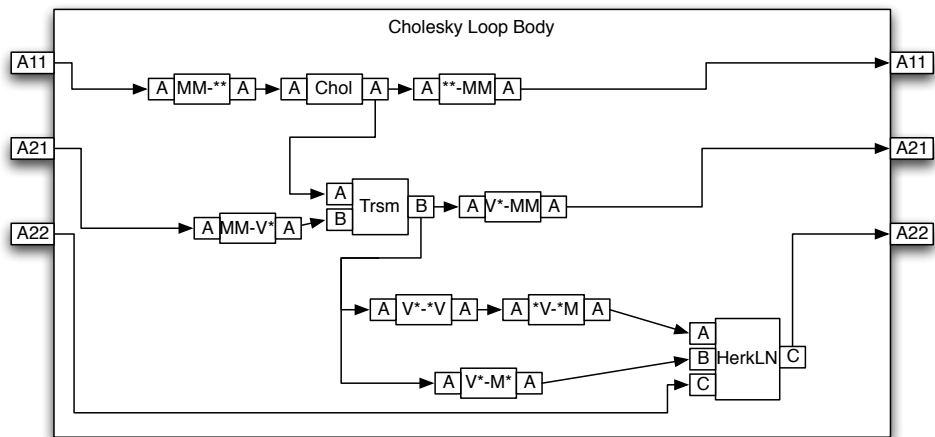 Cholesky Loop Body
A11 A11
A MM-** A A Chol A A **-MM A
A21 A21
A Trsm B A V*-MM A
B
A MM-V* A
A22 A22
A V*-*V A A *V-*M A
A HerkLN C
B
C
A V*-M* A